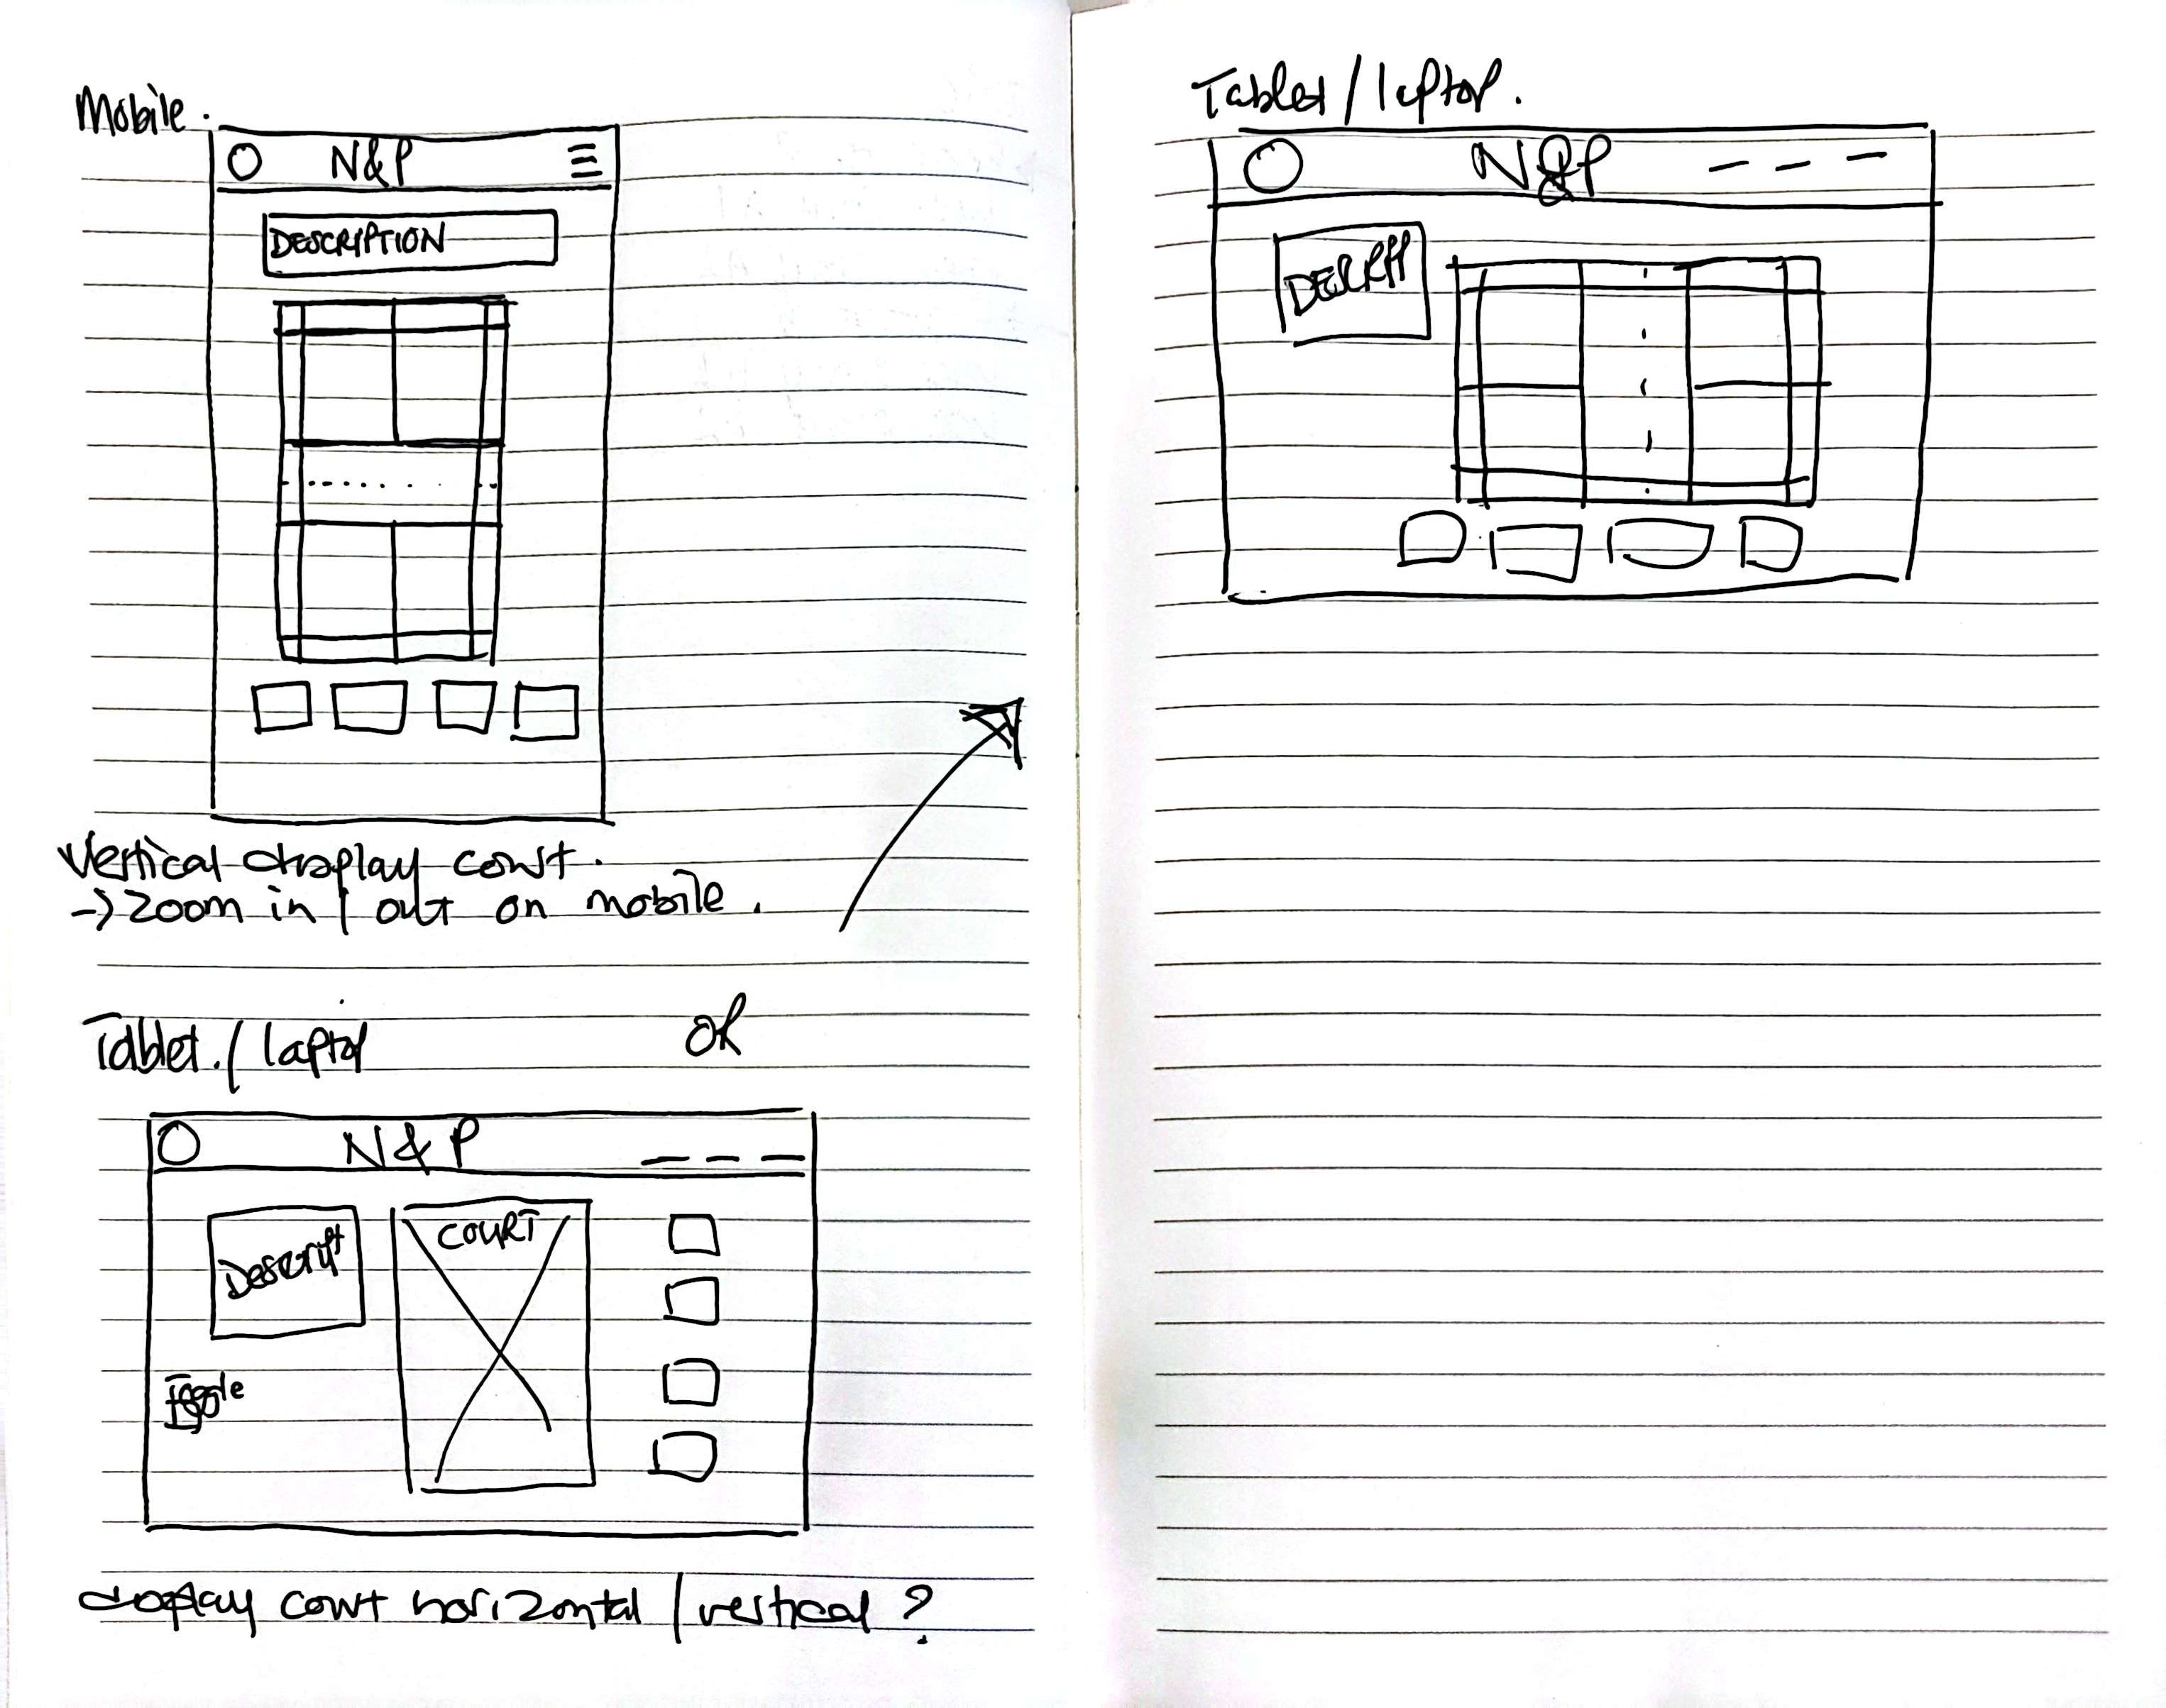 Mobile.
N&P
DESCRIPTION
Vertical display court.
-> Zoom in / out on mobile.
Tablet. / laptop
OR
N&P
Descript
COURT
Toggle
display court horizontal / vertical ?
Tablet / laptop.
N&P